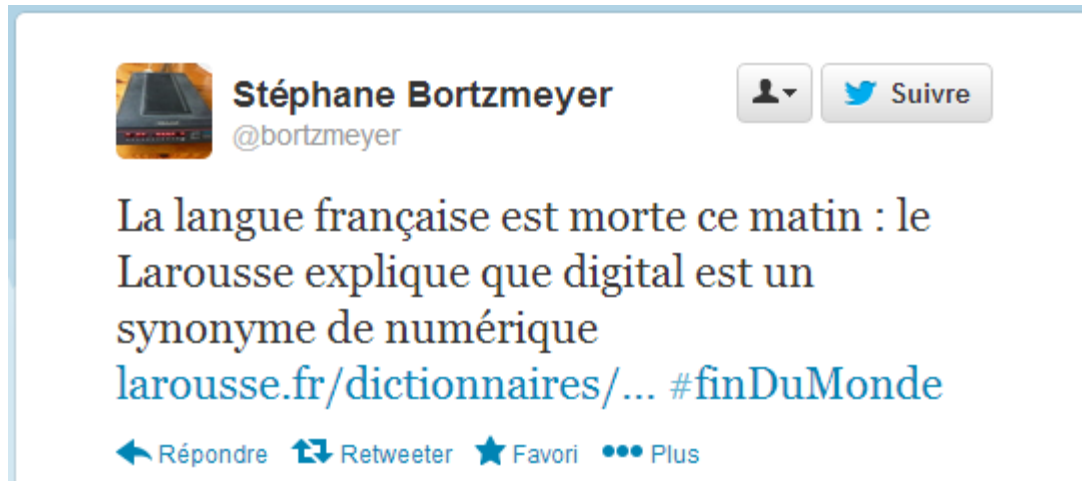 Stéphane Bortzmeyer
@bortzmeyer
Suivre
La langue française est morte ce matin : le
Larousse explique que digital est un
synonyme de numérique
larousse.fr/dictionnaires/... #finDuMonde
Répondre Retweeter Favori Plus